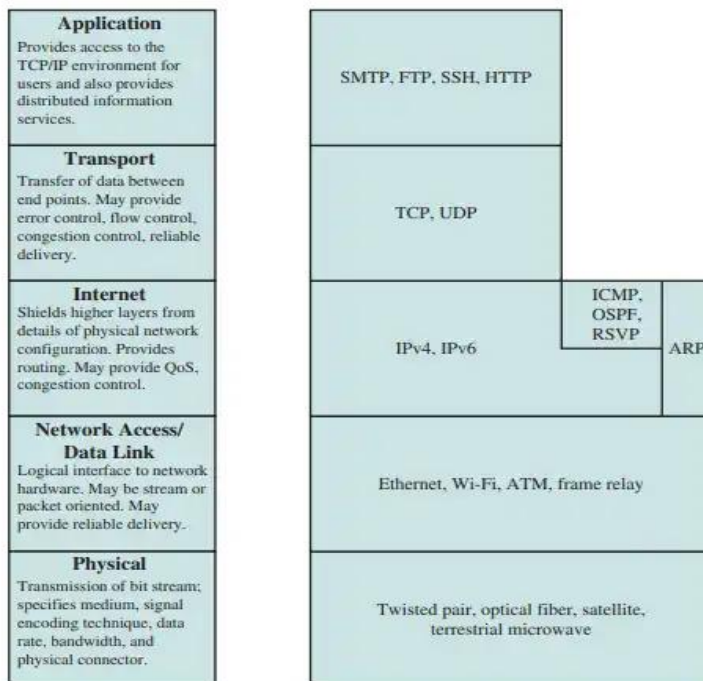 Application
Provides access to the
TCP/IP environment for
users and also provides
distributed information
services.
SMTP, FTP, SSH, HTTP
Transport
Transfer of data between
end points. May provide
error control, flow control,
congestion control, reliable
delivery.
TCP, UDP
Internet
Shields higher layers from
details of physical network
configuration. Provides
routing. May provide QoS,
congestion control.
IPv4, IPv6
ICMP,
OSPF,
RSVP
ARP
Network Access/
Data Link
Logical interface to network
hardware. May be stream or
packet oriented. May
provide reliable delivery.
Ethernet, Wi-Fi, ATM, frame relay
Physical
Transmission of bit stream;
specifies medium, signal
encoding technique, data
rate, bandwidth, and
physical connector.
Twisted pair, optical fiber, satellite,
terrestrial microwave